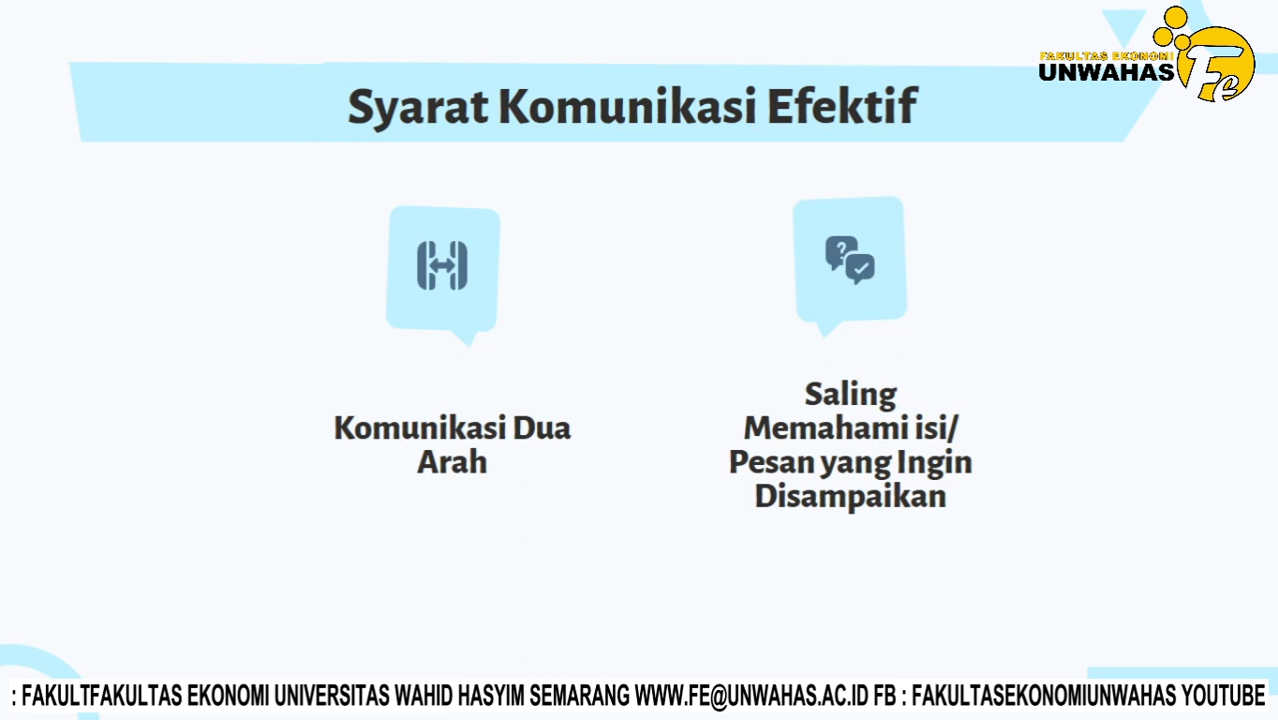 FAKULTAS EKONOMI
UNWAHAS
Fe
Syarat Komunikasi Efektif
Komunikasi Dua
Arah
Saling
Memahami isi/
Pesan yang Ingin
Disampaikan
: FAKULTFAKULTAS EKONOMI UNIVERSITAS WAHID HASYIM SEMARANG WWW.FE@UNWAHAS.AC.ID FB : FAKULTASEKONOMIUNWAHAS YOUTUBE